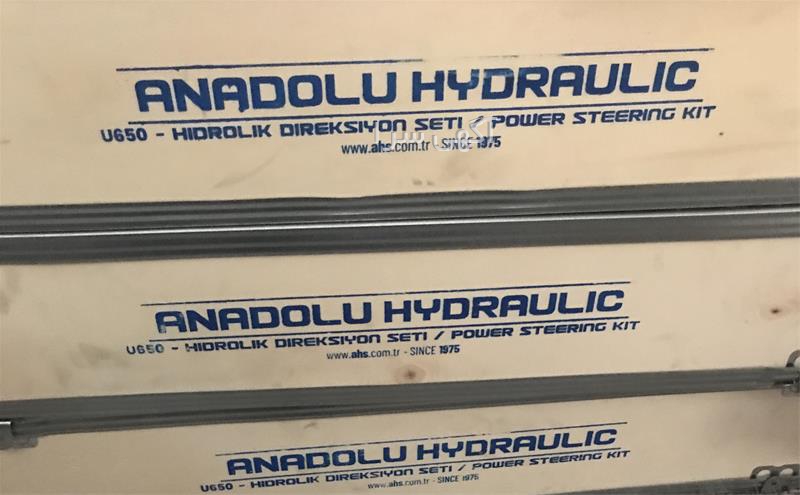 ANADOLU HYDRAULIC
U650 - HIDROLIK DIREKSIYON SETI / POWER STEERING KIT
www.ahs.com.tr - SINCE 1975
ANADOLU HYDRAULIC
U650 - HIDROLIK DIREKSIYON SETI / POWER STEERING KIT
www.ahs.com.tr - SINCE 1975
ANADOLU HYDRAULIC
U650 - HIDROLIK DIREKSIYON SETI / POWER STEERING KIT
www.ahs.com.tr - SINCE 1975